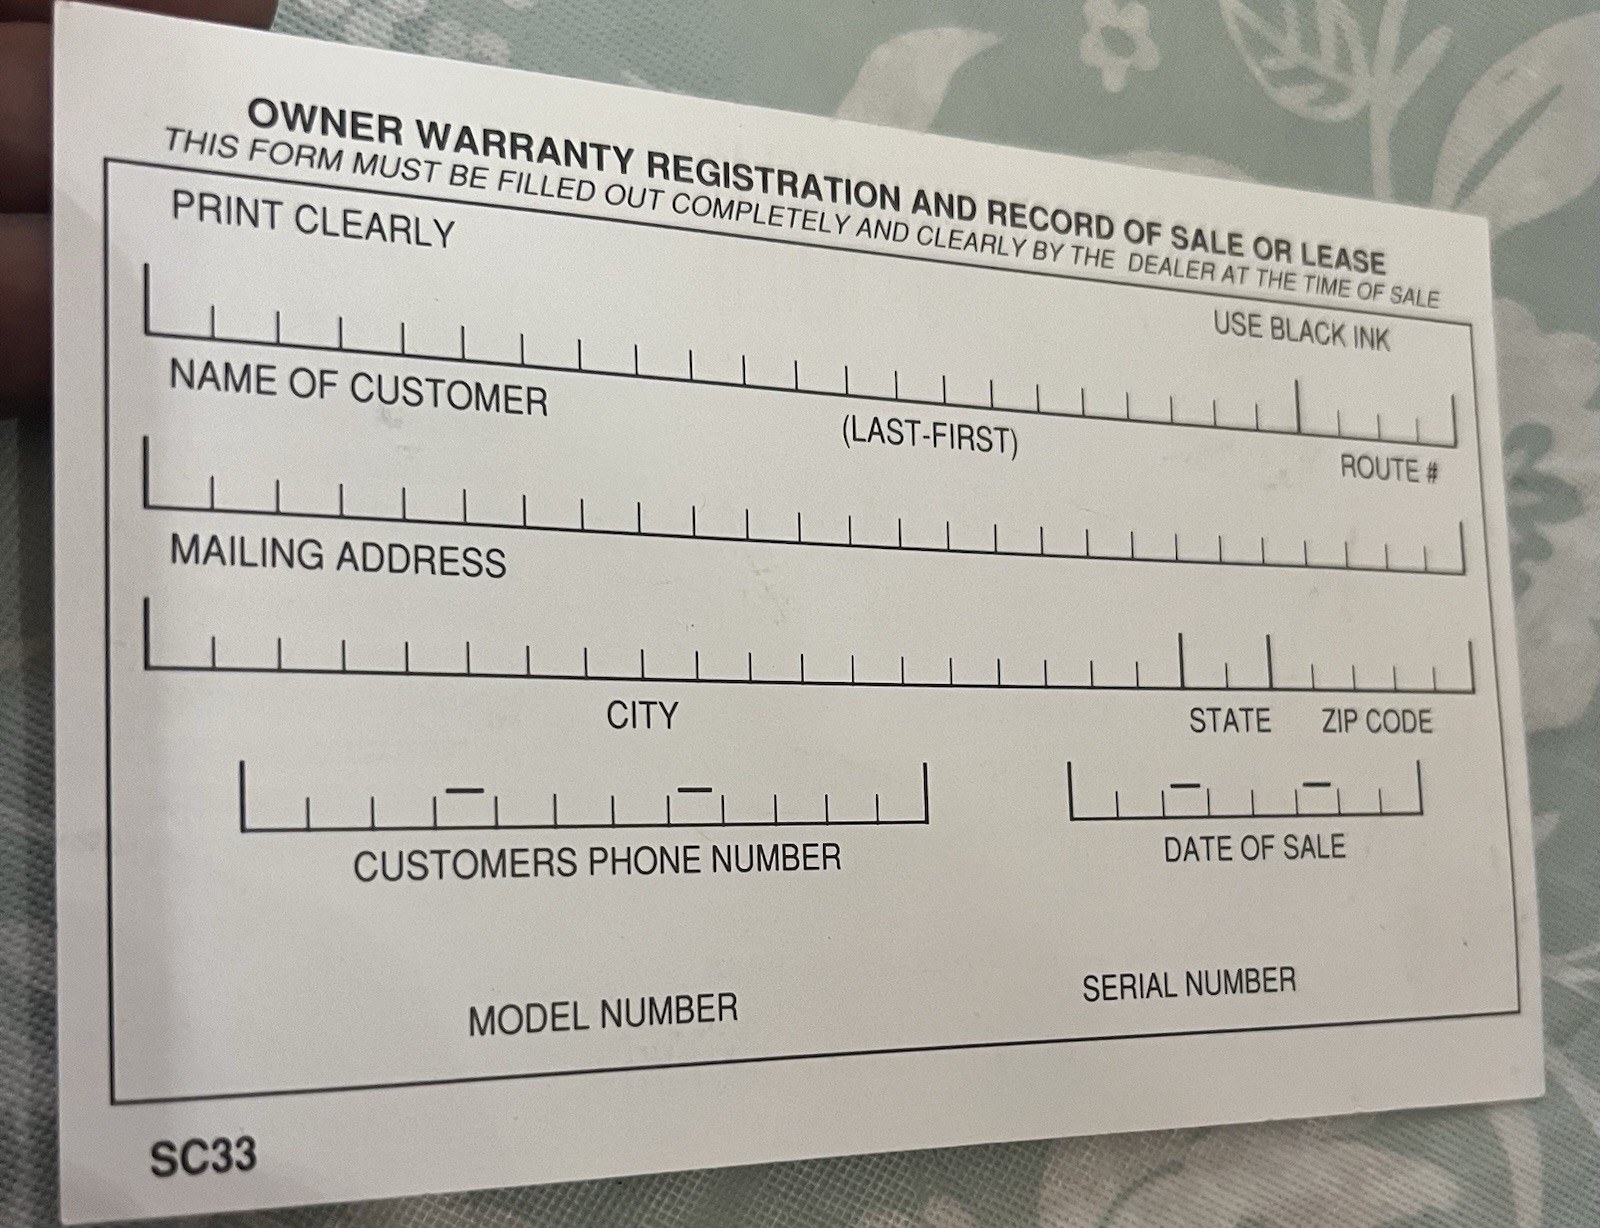 OWNER WARRANTY REGISTRATION AND RECORD OF SALE OR LEASE
THIS FORM MUST BE FILLED OUT COMPLETELY AND CLEARLY BY THE DEALER AT THE TIME OF SALE
PRINT CLEARLY
USE BLACK INK
NAME OF CUSTOMER (LAST-FIRST) ROUTE #
MAILING ADDRESS
CITY STATE ZIP CODE
– – – –
CUSTOMERS PHONE NUMBER DATE OF SALE
MODEL NUMBER SERIAL NUMBER
SC33